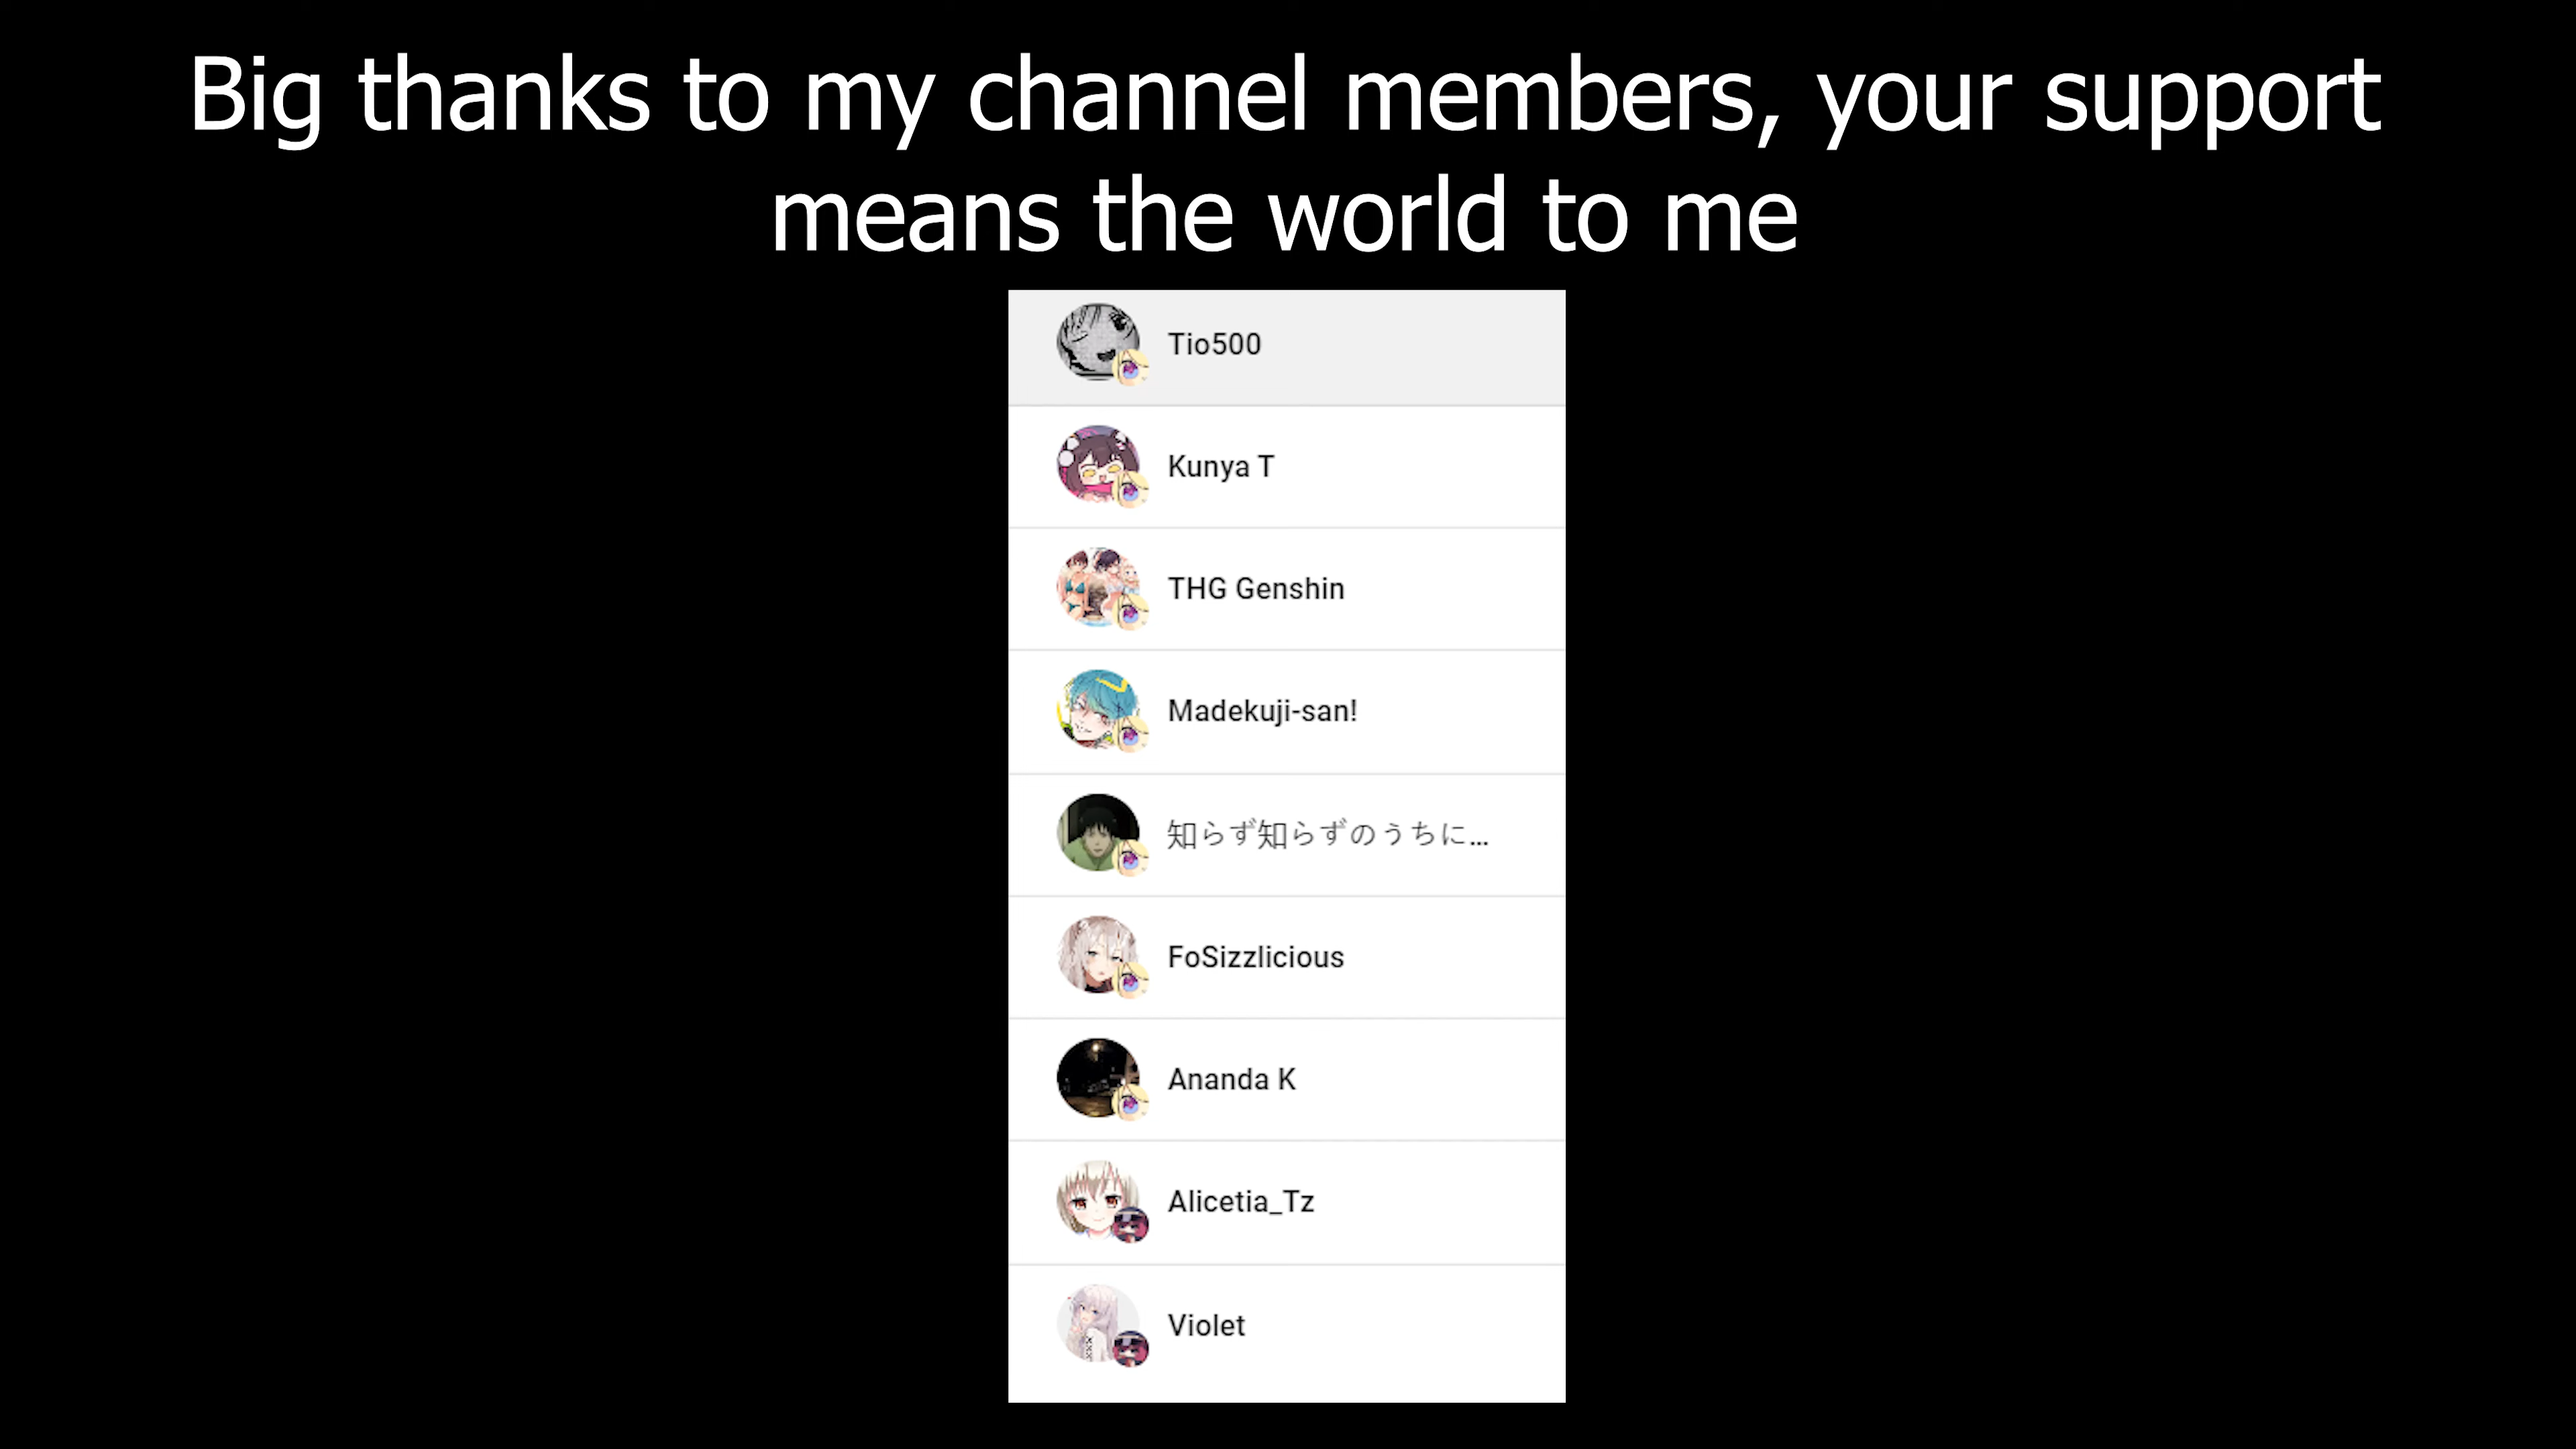 Big thanks to my channel members, your support
means the world to me
Tio500
Kunya T
THG Genshin
Madekuji-san!
知らず知らずのうちに...
FoSizzlicious
Ananda K
Alicetia_Tz
Violet